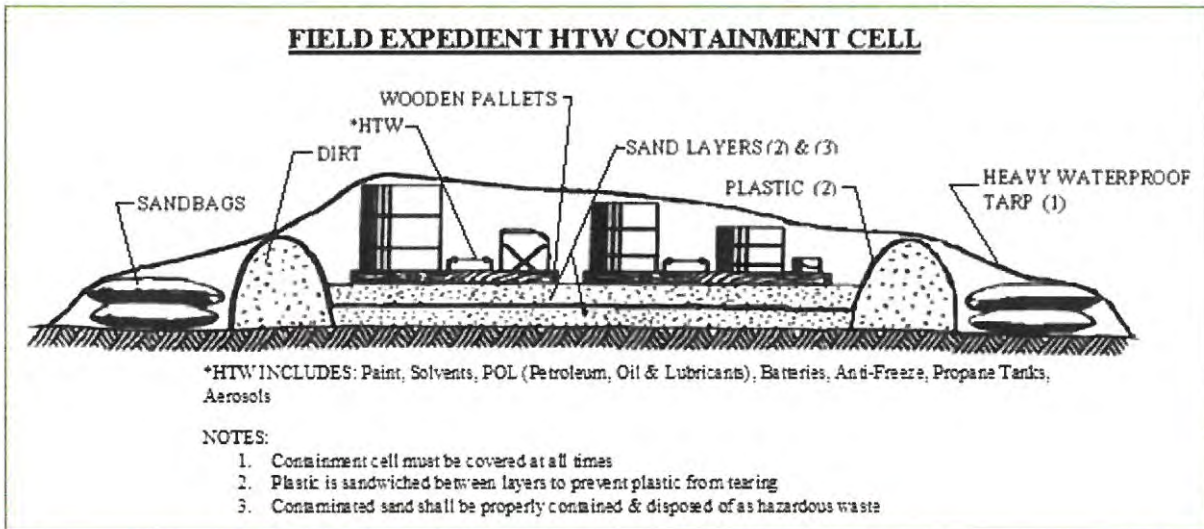 FIELD EXPEDIENT HTW CONTAINMENT CELL
WOODEN PALLETS
*HTW
DIRT
SAND LAYERS (2) & (3)
PLASTIC (2)
HEAVY WATERPROOF
TARP (1)
SANDBAGS
*HTW INCLUDES: Paint, Solvents, POL (Petroleum, Oil & Lubricants), Batteries, Anti-Freeze, Propane Tanks,
Aerosols
NOTES:
1. Containment cell must be covered at all times
2. Plastic is sandwiched between layers to prevent plastic from tearing
3. Contaminated sand shall be properly contained & disposed of as hazardous waste